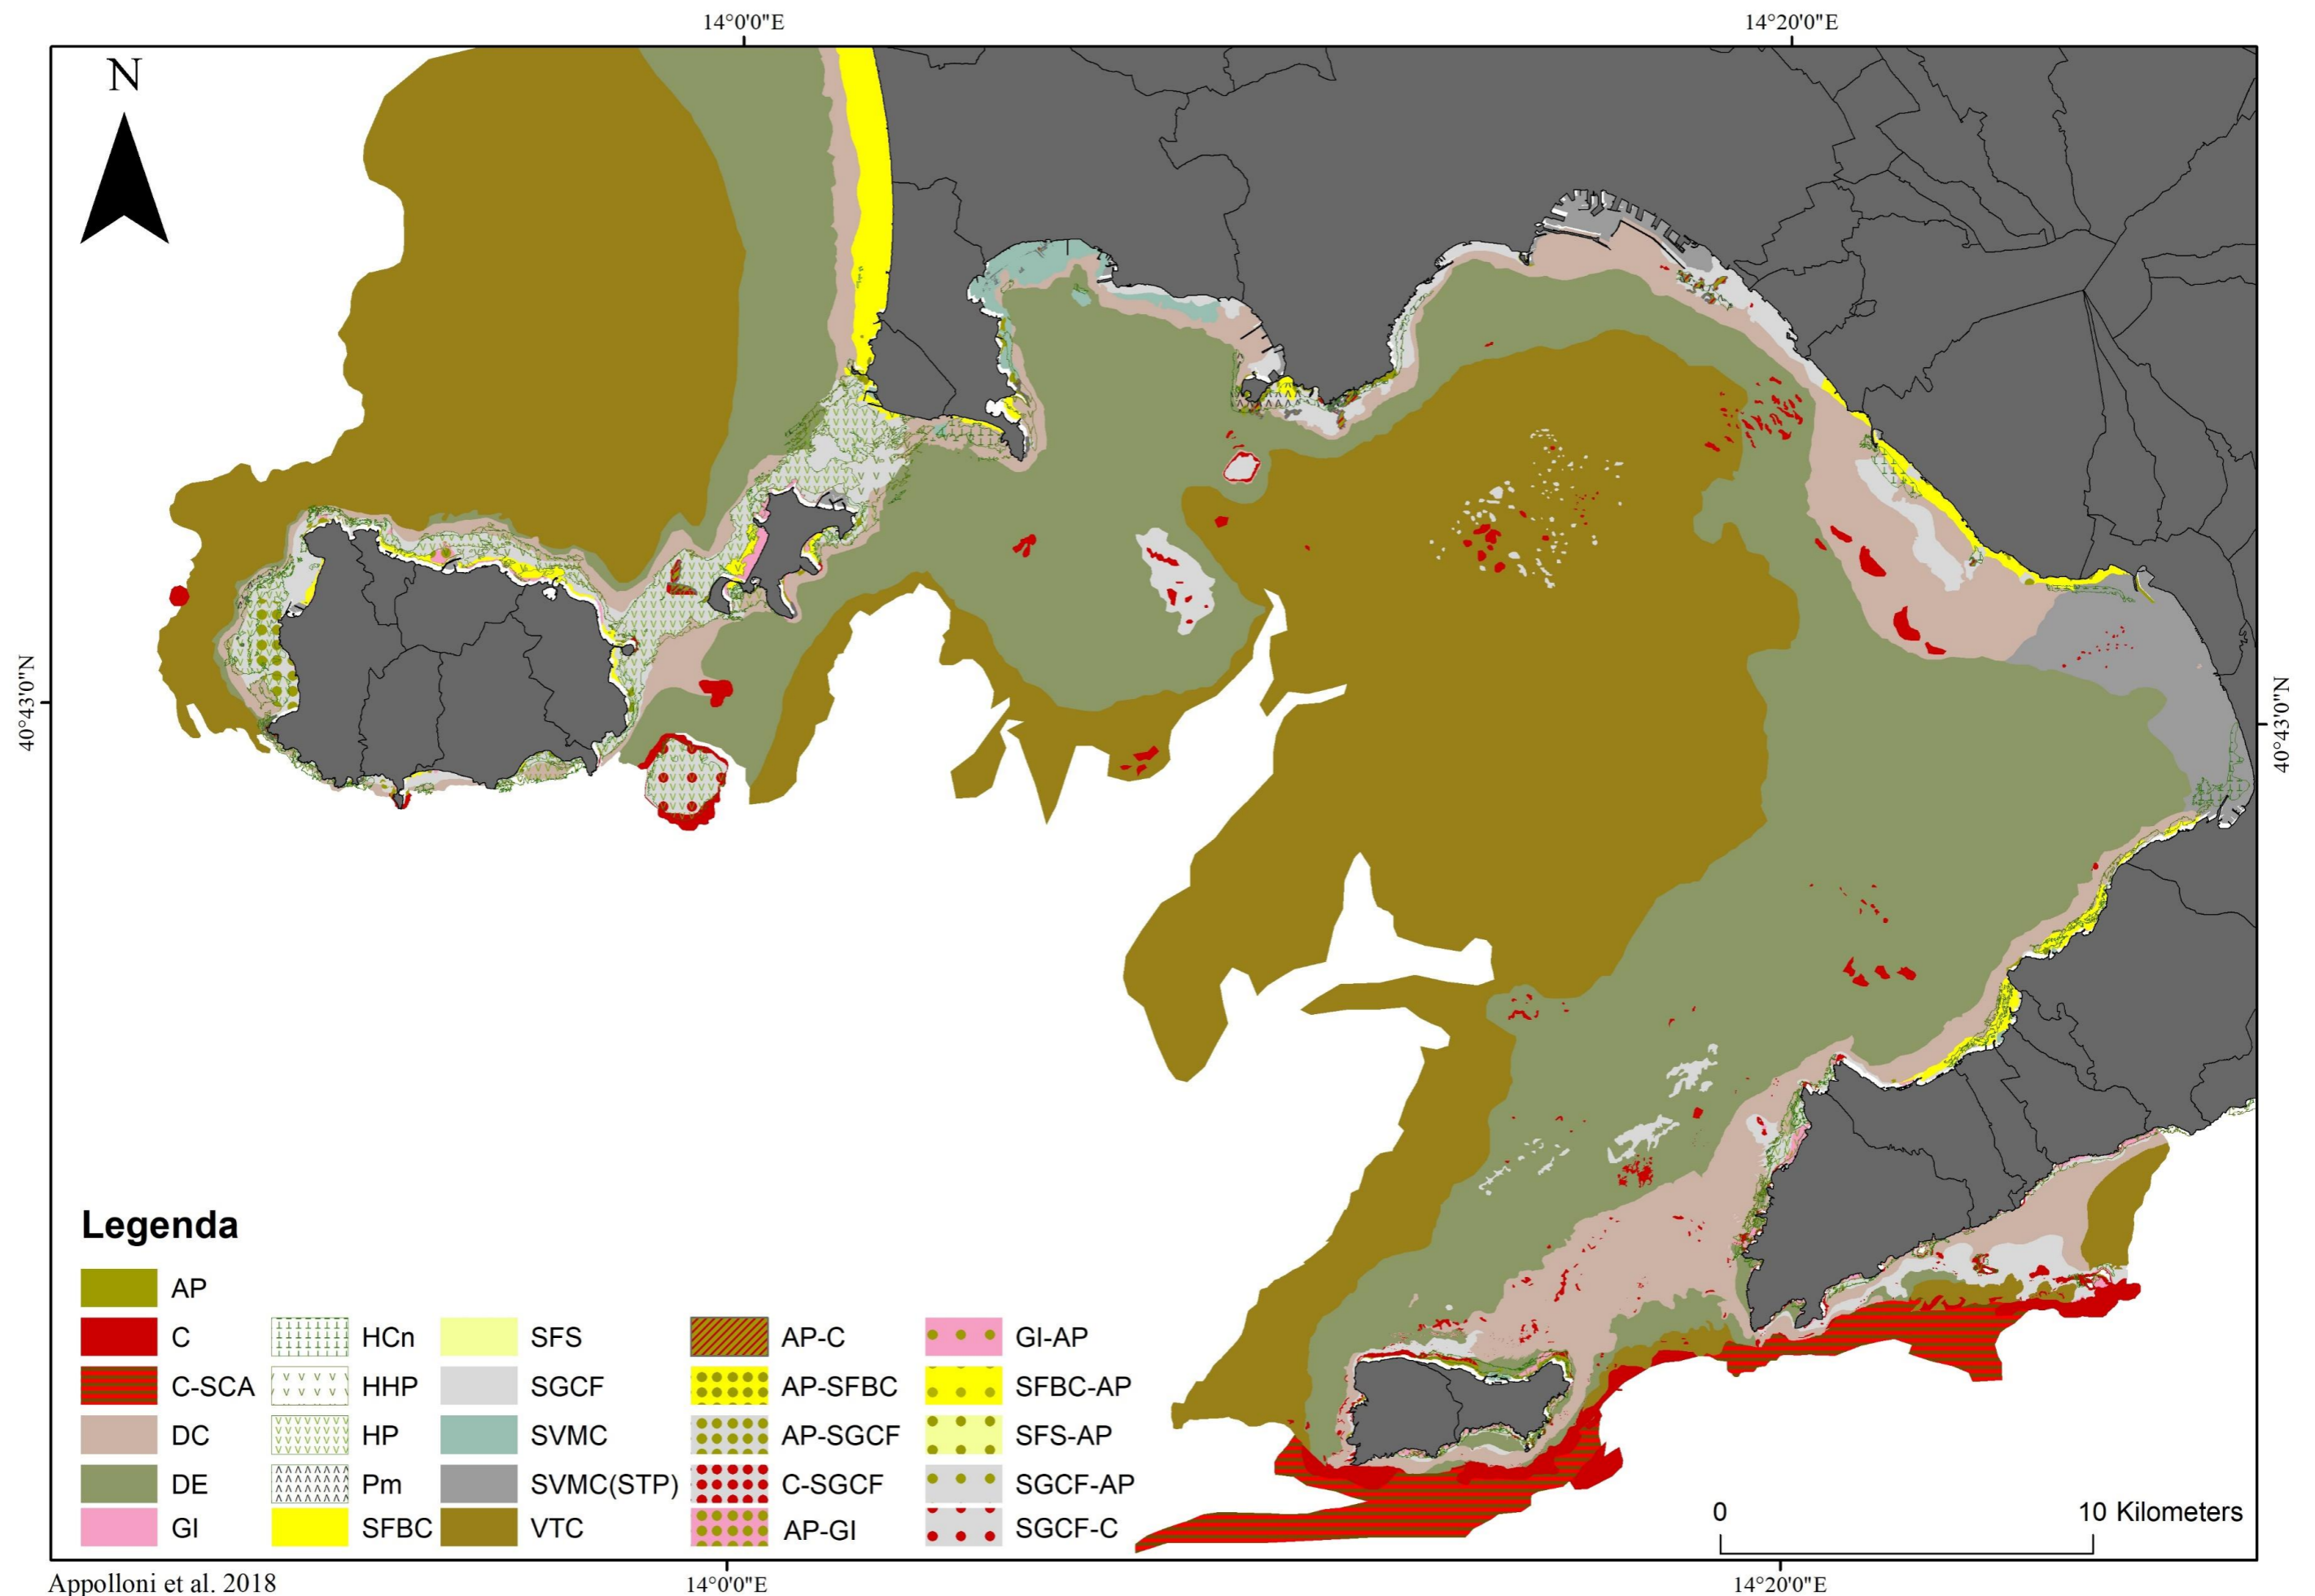 14°0'0"E 14°20'0"E
N
40°43'0"N
40°43'0"N
Legenda
AP
C
C-SCA
DC
DE
GI
HCn
HHP
HP
Pm
SFBC
SFS
SGCF
SVMC
SVMC(STP)
VTC
AP-C
AP-SFBC
AP-SGCF
C-SGCF
AP-GI
GI-AP
SFBC-AP
SFS-AP
SGCF-AP
SGCF-C
0 10 Kilometers
Appolloni et al. 2018
14°0'0"E 14°20'0"E